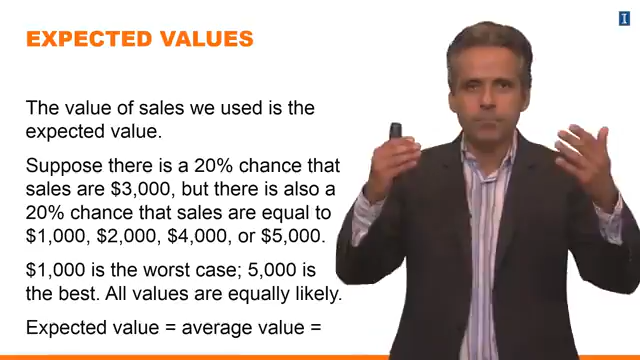 EXPECTED VALUES
I
The value of sales we used is the
expected value.
Suppose there is a 20% chance that
sales are $3,000, but there is also a
20% chance that sales are equal to
$1,000, $2,000, $4,000, or $5,000.
$1,000 is the worst case; 5,000 is
the best. All values are equally likely.
Expected value = average value =